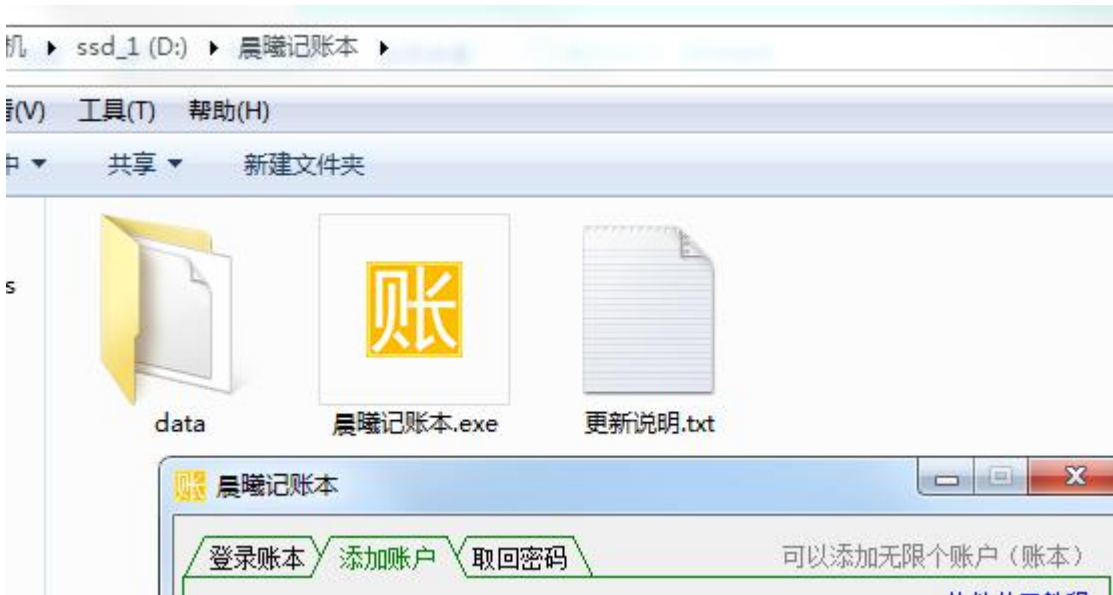 机 ▸ ssd_1 (D:) ▸ 晨曦记账本 ▸
(V) 工具(T) 帮助(H)
中 ▾ 共享 ▾ 新建文件夹
s
账
data 晨曦记账本.exe 更新说明.txt
账 晨曦记账本
登录账本 添加账户 取回密码 可以添加无限个账户（账本）